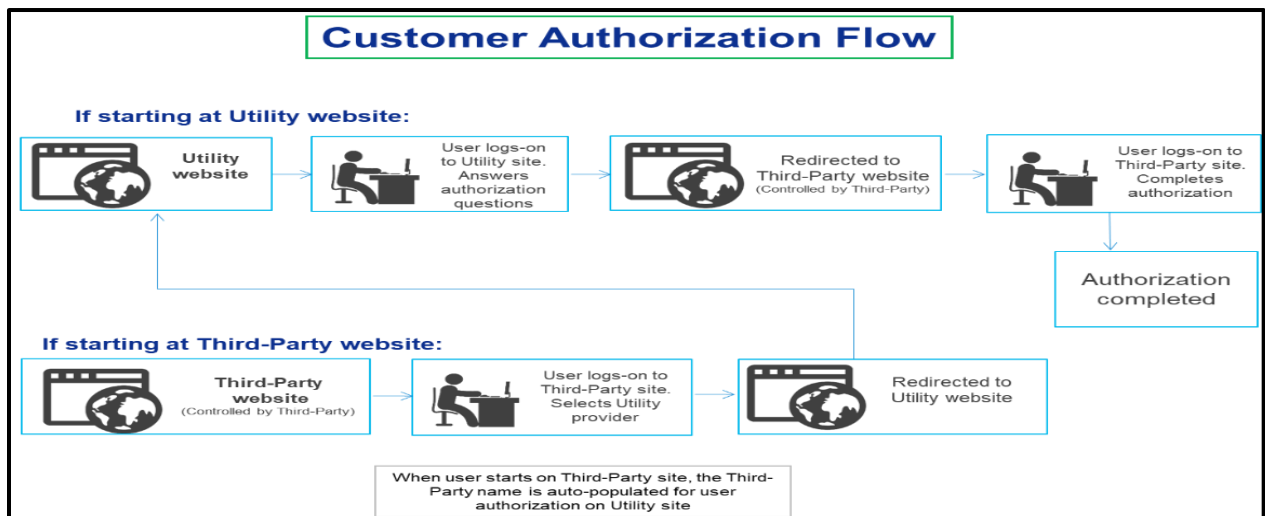 Customer Authorization Flow
If starting at Utility website:
Utility
website
User logs-on
to Utility site.
Answers
authorization
questions
Redirected to
Third-Party website
(Controlled by Third-Party)
User logs-on to
Third-Party site.
Completes
authorization
Authorization
completed
If starting at Third-Party website:
Third-Party
website
(Controlled by Third-Party)
User logs-on to
Third-Party site.
Selects Utility
provider
Redirected to
Utility website
When user starts on Third-Party site, the Third-
Party name is auto-populated for user
authorization on Utility site